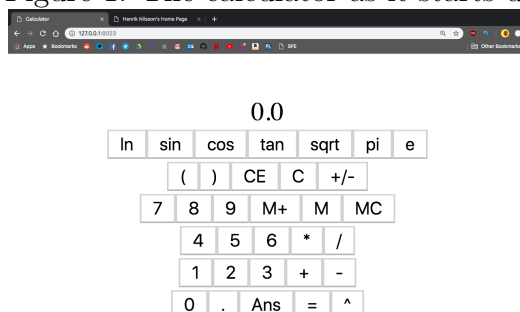 Calculator × Henrik Nilsson's Home Page × +
127.0.0.1:8023
Apps Bookmarks SFE Other Bookmarks
0.0
ln sin cos tan sqrt pi e
( ) CE C +/-
7 8 9 M+ M MC
4 5 6 * /
1 2 3 + -
0 . Ans = ^